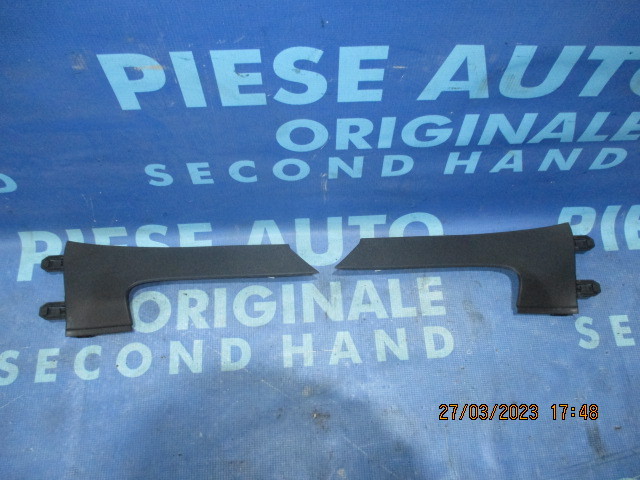 PIESE AUTO
ORIGINALE
SECOND HAND
PIESE AUTO
ORIGINALE
SECOND HAND
27/03/2023 17:48